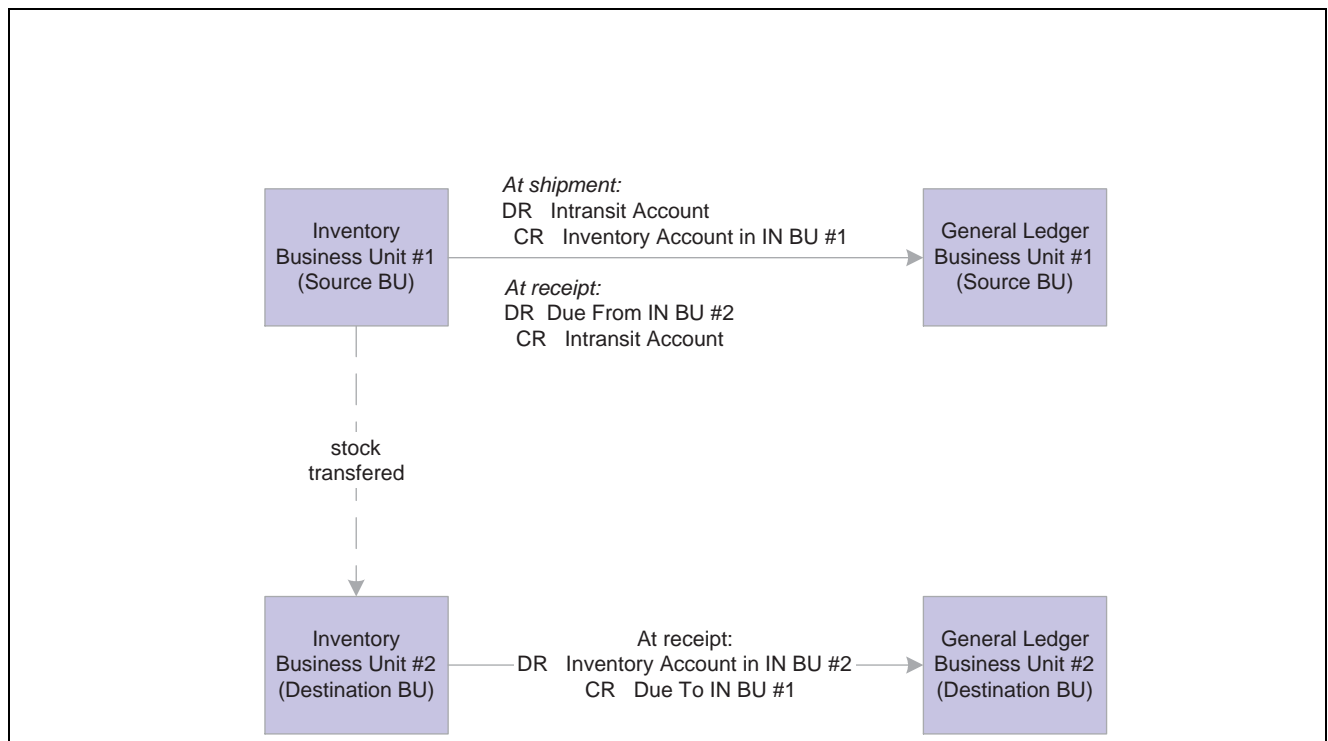 At shipment:
DR Intransit Account
CR Inventory Account in IN BU #1
Inventory
Business Unit #1
(Source BU)
General Ledger
Business Unit #1
(Source BU)
At receipt:
DR Due From IN BU #2
CR Intransit Account
stock
transfered
Inventory
Business Unit #2
(Destination BU)
At receipt:
DR Inventory Account in IN BU #2
CR Due To IN BU #1
General Ledger
Business Unit #2
(Destination BU)